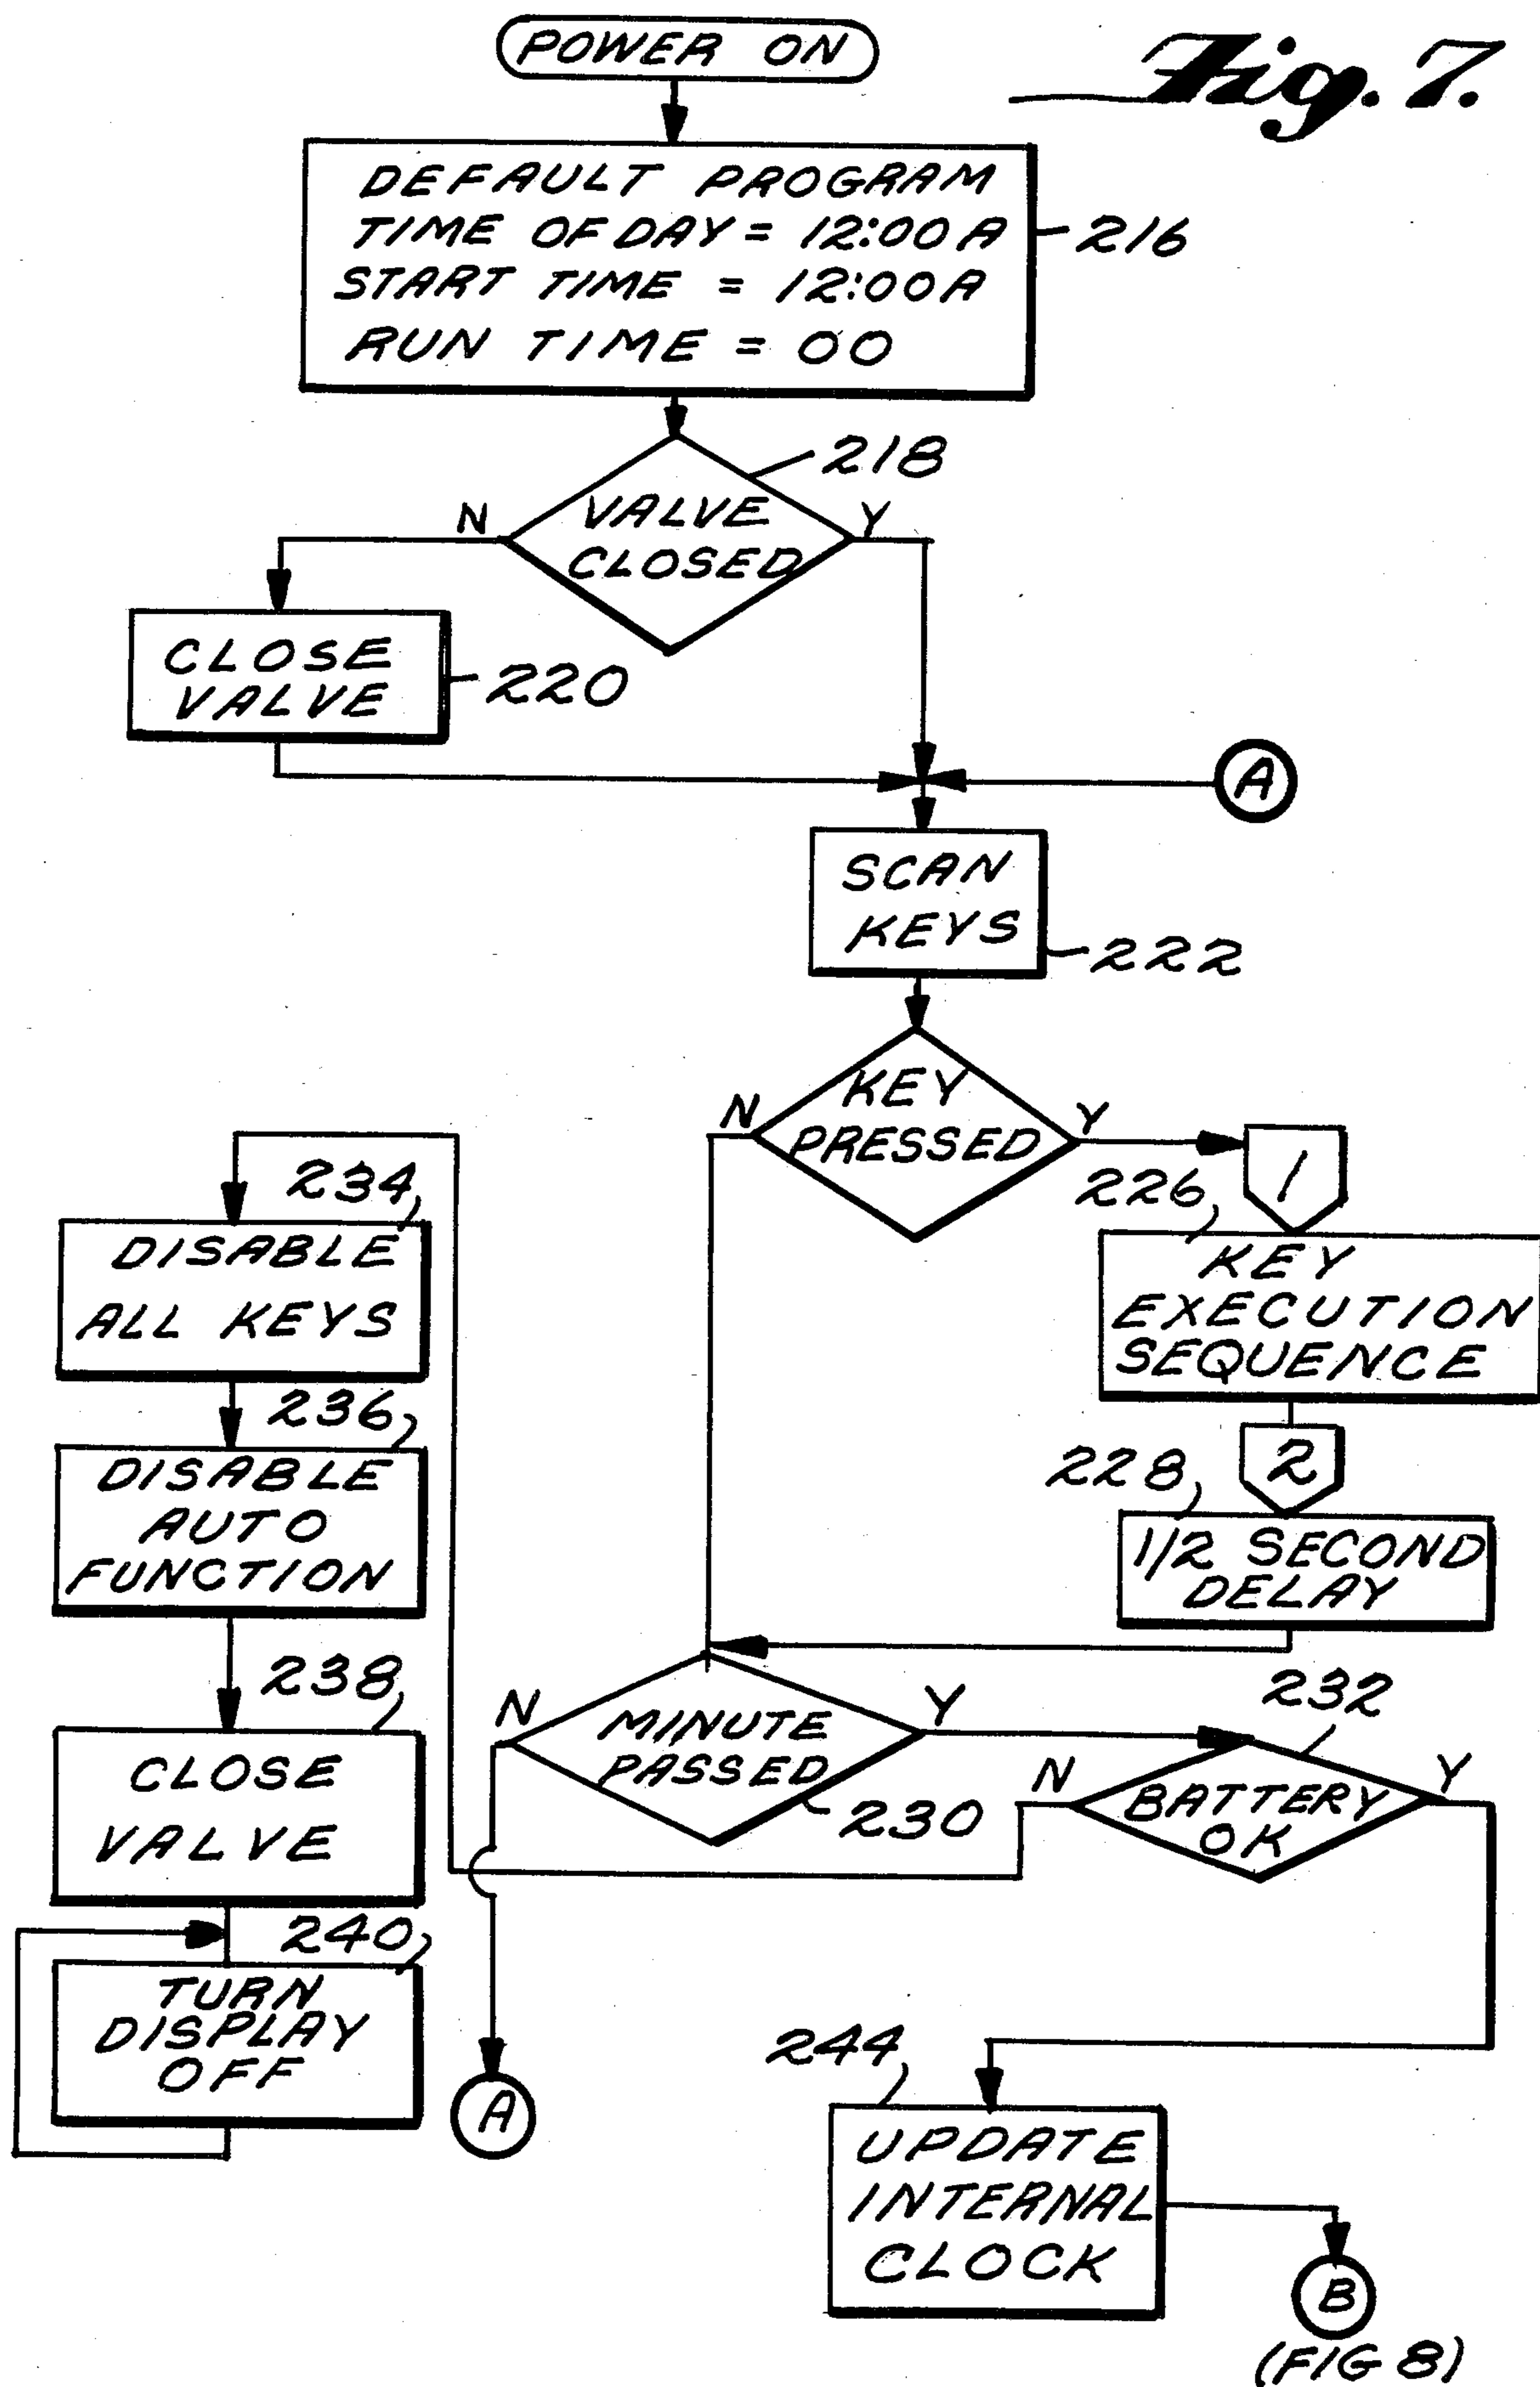 Fig. 7.
POWER ON
DEFAULT PROGRAM
TIME OF DAY = 12:00 A
START TIME = 12:00 A
RUN TIME = 00
216
218
N
VALVE
CLOSED
Y
CLOSE
VALVE
220
A
SCAN
KEYS
222
N
KEY
PRESSED
Y
1
226
KEY
EXECUTION
SEQUENCE
2
228
1/2 SECOND
DELAY
234
DISABLE
ALL KEYS
236
DISABLE
AUTO
FUNCTION
238
CLOSE
VALVE
240
TURN
DISPLAY
OFF
N
MINUTE
PASSED
Y
230
232
N
BATTERY
OK
Y
A
244
UPDATE
INTERNAL
CLOCK
B
(FIG 8)